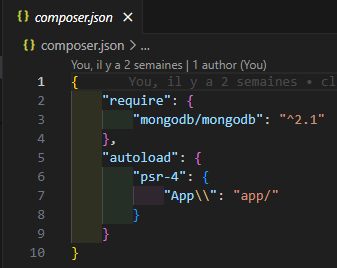 {} composer.json ×
{} composer.json > ...
You, il y a 2 semaines | 1 author (You)
1 { You, il y a 2 semaines • cl
2 "require": {
3 "mongodb/mongodb": "^2.1"
4 },
5 "autoload": {
6 "psr-4": {
7 "App\\": "app/"
8 }
9 }
10 }